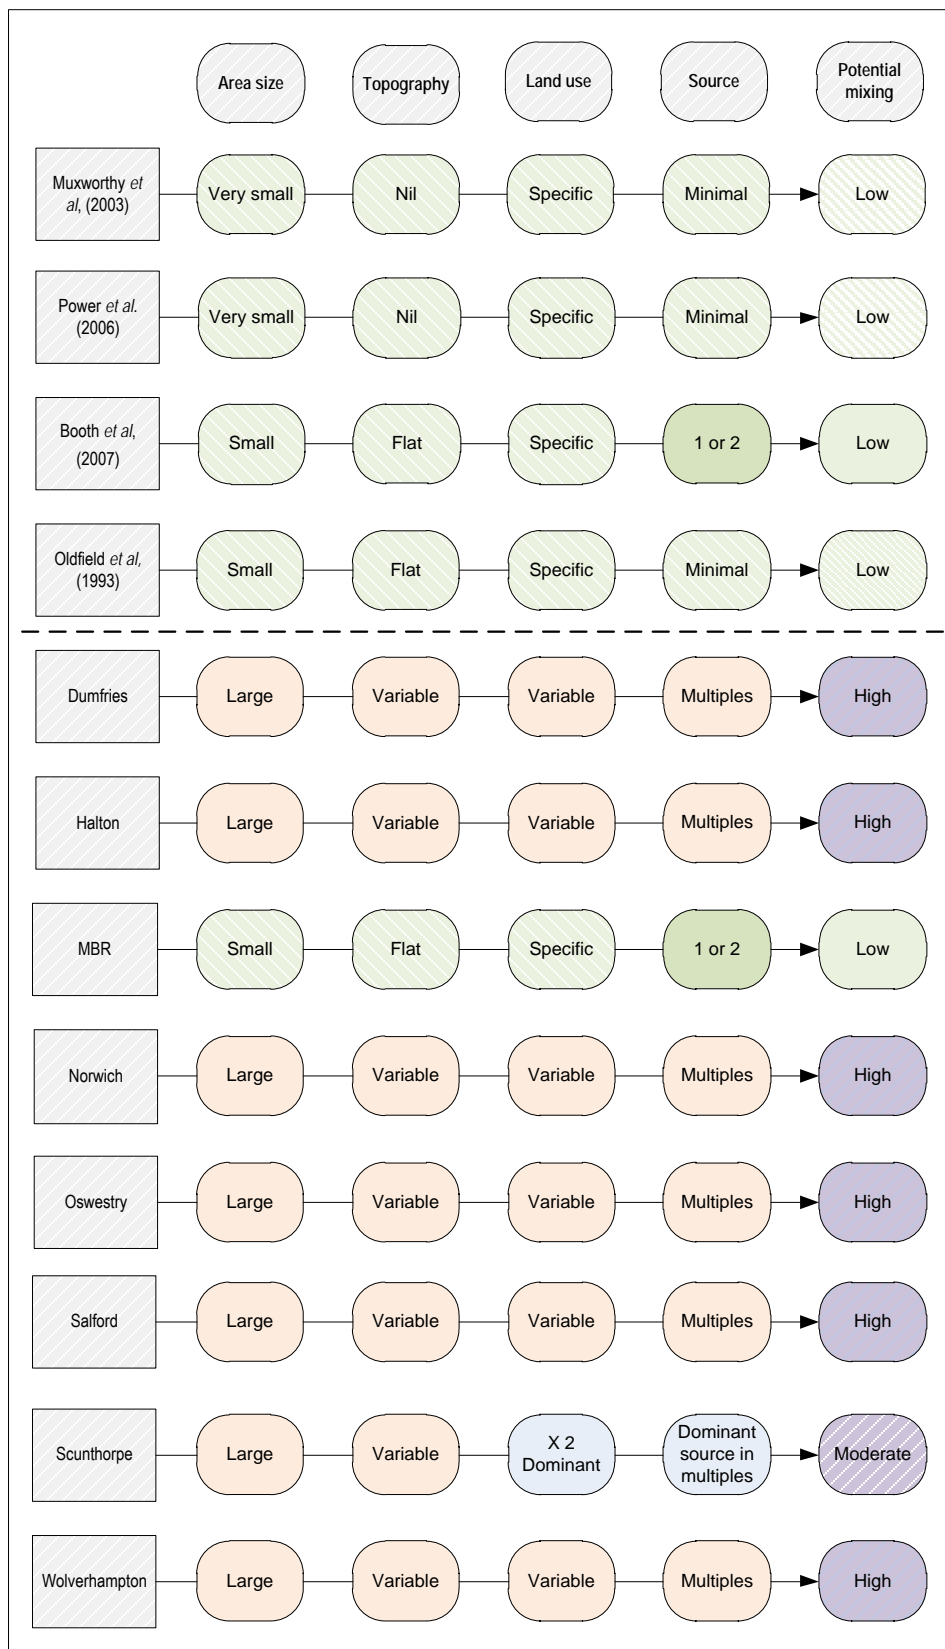 Area size
Topography
Land use
Source
Potential
mixing
Muxworthy et
al, (2003)
Very small
Nil
Specific
Minimal
Low
Power et al.
(2006)
Very small
Nil
Specific
Minimal
Low
Booth et al,
(2007)
Small
Flat
Specific
1 or 2
Low
Oldfield et al,
(1993)
Small
Flat
Specific
Minimal
Low
Dumfries
Large
Variable
Variable
Multiples
High
Halton
Large
Variable
Variable
Multiples
High
MBR
Small
Flat
Specific
1 or 2
Low
Norwich
Large
Variable
Variable
Multiples
High
Oswestry
Large
Variable
Variable
Multiples
High
Salford
Large
Variable
Variable
Multiples
High
Scunthorpe
Large
Variable
X 2
Dominant
Dominant
source in
multiples
Moderate
Wolverhampton
Large
Variable
Variable
Multiples
High